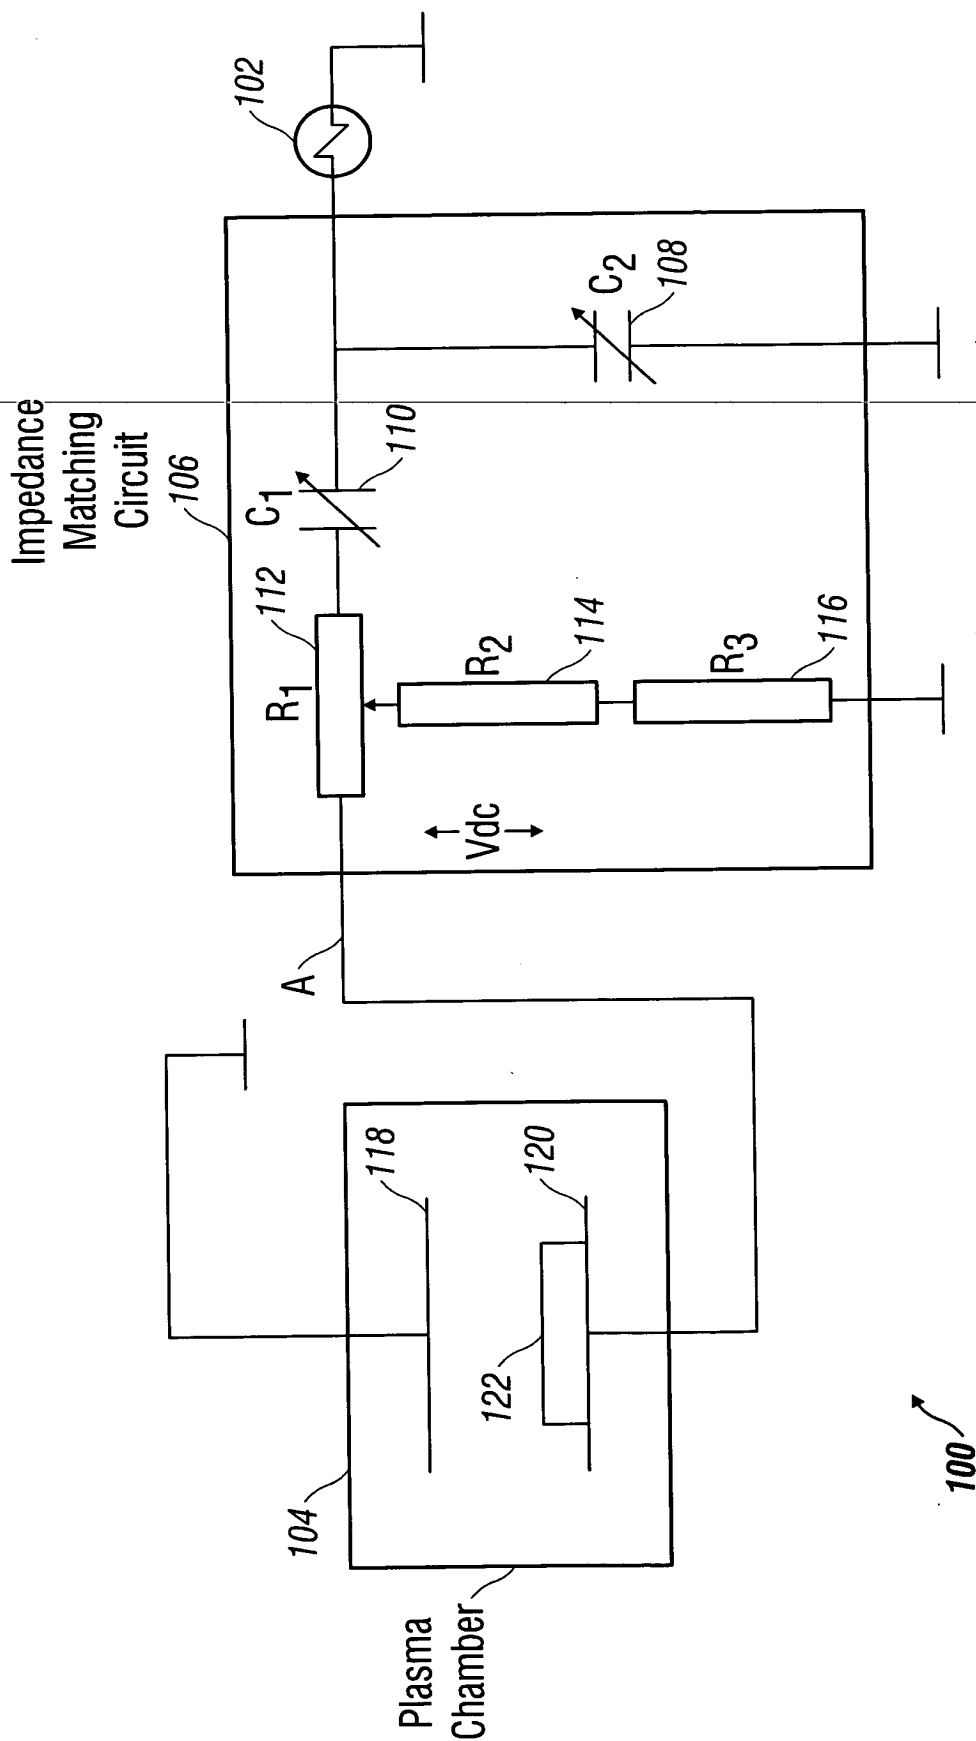 Impedance
Matching
Circuit
106
102
C1
110
C2
108
112
R1
R2
114
R3
116
Vdc
A
118
120
122
104
Plasma
Chamber
100